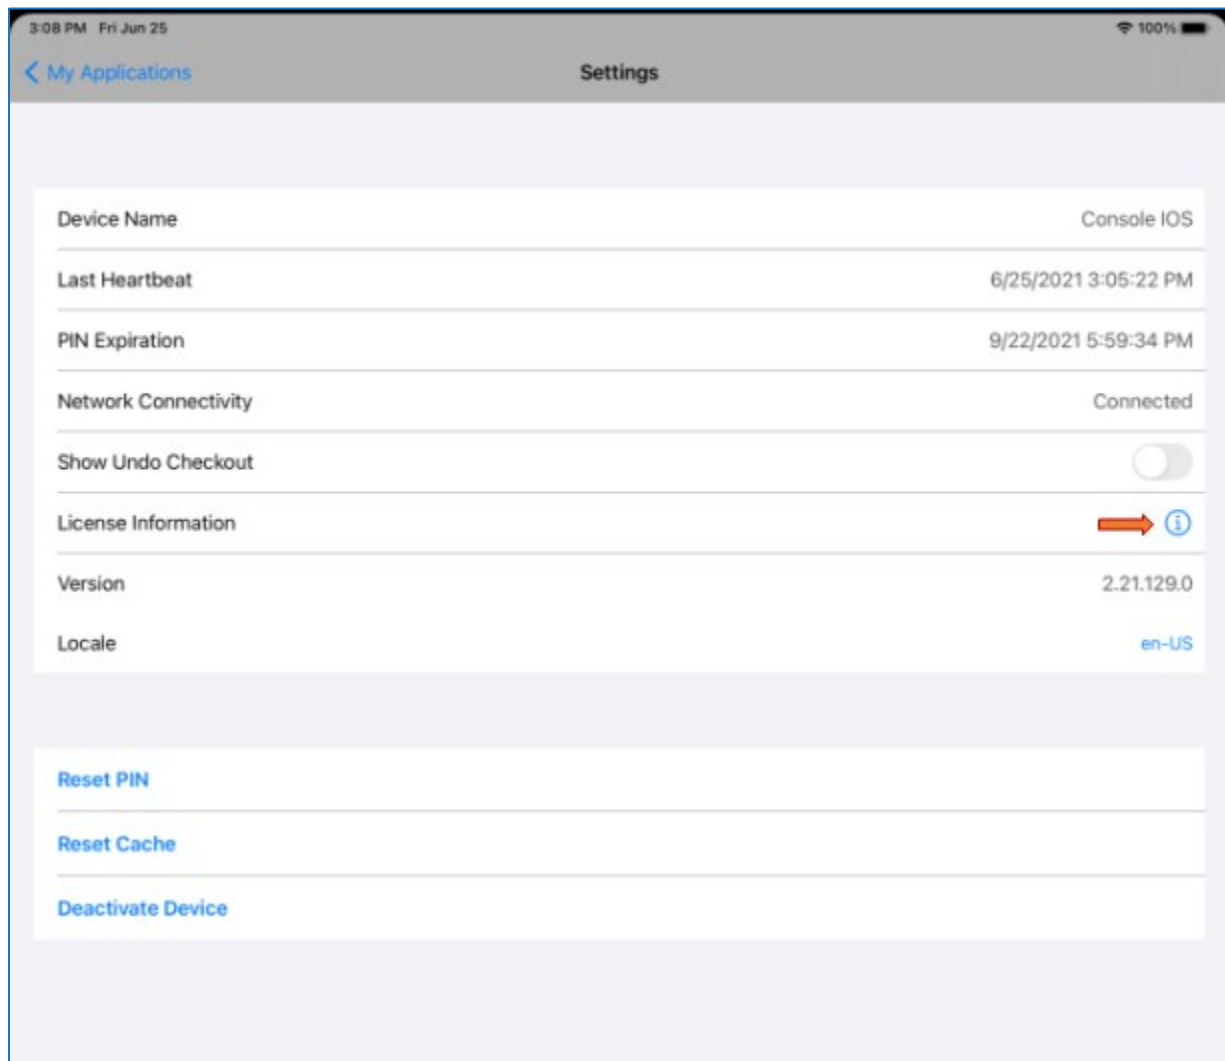 3:08 PM Fri Jun 25 100%
My Applications Settings
Device Name Console IOS
Last Heartbeat 6/25/2021 3:05:22 PM
PIN Expiration 9/22/2021 5:59:34 PM
Network Connectivity Connected
Show Undo Checkout
License Information
Version 2.21.129.0
Locale en-US
Reset PIN
Reset Cache
Deactivate Device